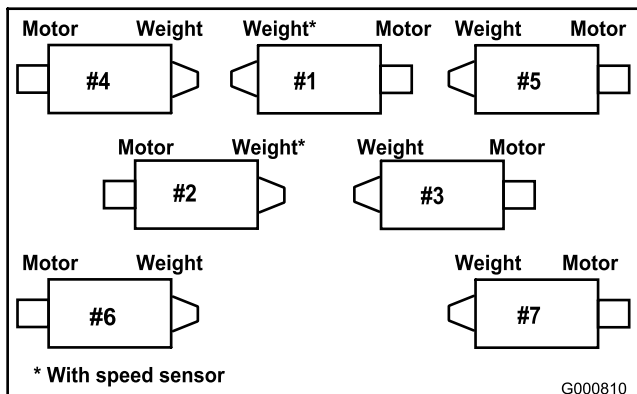 Motor Weight Weight* Motor Weight Motor
#4 #1 #5
Motor Weight* Weight Motor
#2 #3
Motor Weight Weight Motor
#6 #7
* With speed sensor
G000810